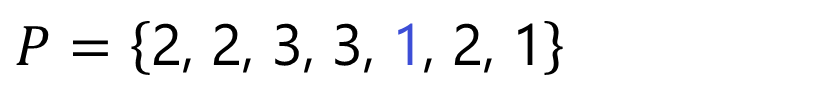 P = {2, 2, 3, 3, 1, 2, 1}